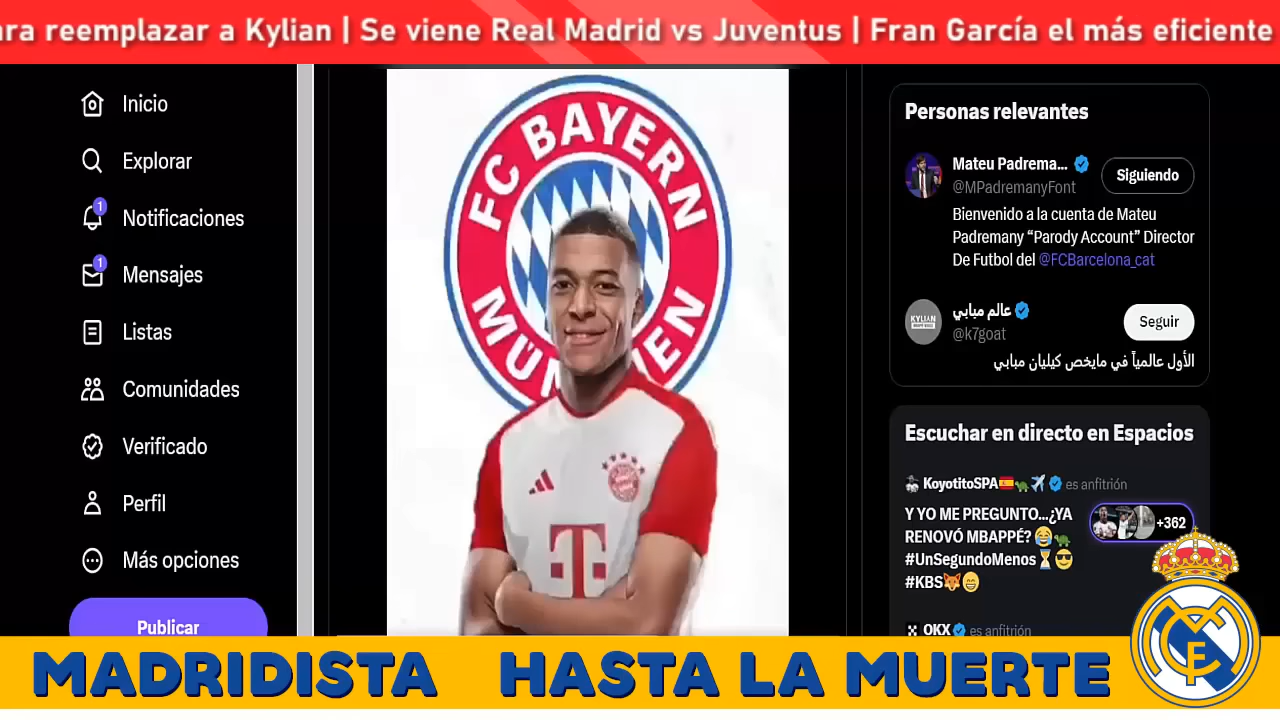 ara reemplazar a Kylian | Se viene Real Madrid vs Juventus | Fran García el más eficiente
Inicio
Explorar
1
Notificaciones
1
Mensajes
Listas
Comunidades
Verificado
Perfil
Más opciones
Publicar
FC BAYERN
MÜNCHEN
T
Personas relevantes
Mateu Padrema...
@MPadremanyFont
Siguiendo
Bienvenido a la cuenta de Mateu
Padremany “Parody Account” Director
De Futbol del @FCBarcelona_cat
KYLIAN
عالم مبابي
@k7goat
Seguir
الأول عالمياً في مايخص كيليان مبابي
Escuchar en directo en Espacios
KoyotitoSPA🇪🇸🐢✈️ es anfitrión
Y YO ME PREGUNTO...¿YA
RENOVÓ MBAPPÉ?😂🐢
#UnSegundoMenos⏳😎
#KBS🦊😁
+362
OKX es anfitrión
MADRIDISTA HASTA LA MUERTE